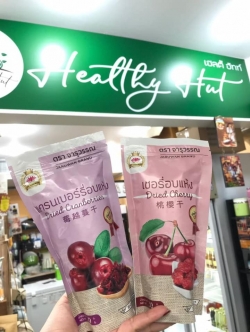 เฮลตี้ ฮัทท์
Healthy Hut
ตรา จารุวรรณ
แครนเบอร์รี่อบแห้ง
Dried Cranberries
蔓越莓干
ตรา จารุวรรณ
เชอรี่อบแห้ง
Dried Cherry
樱桃干